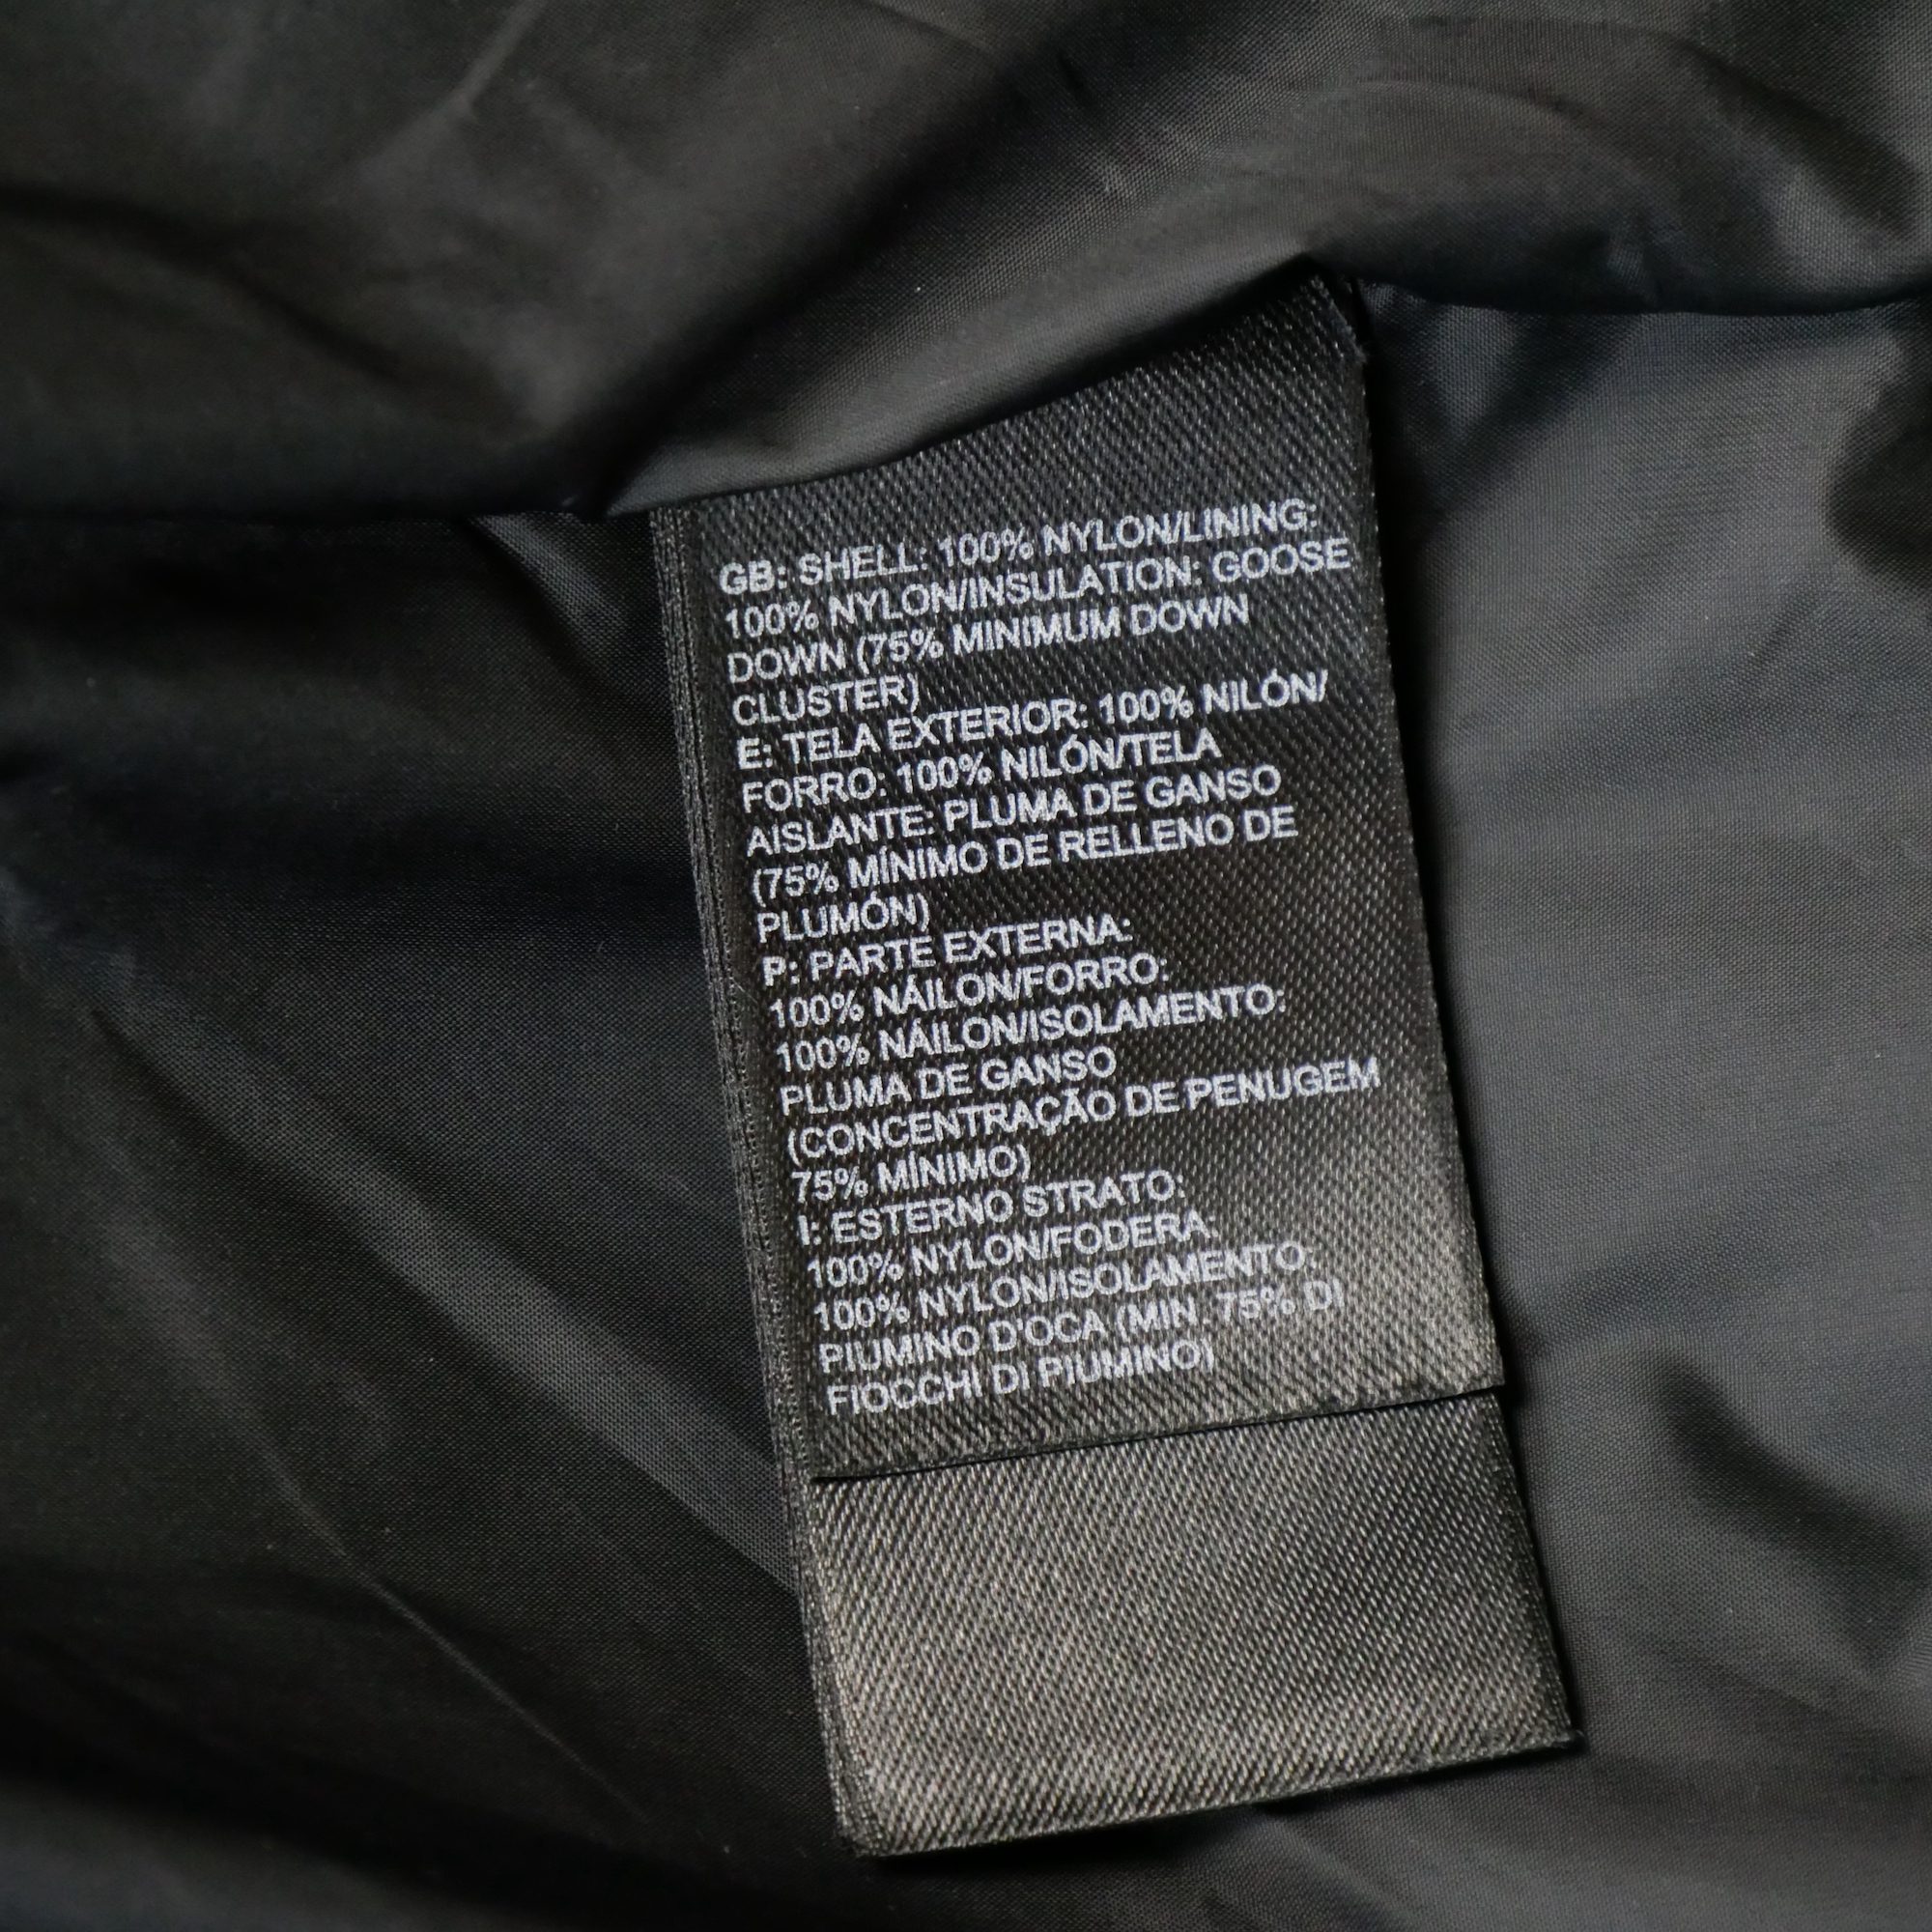 GB: SHELL: 100% NYLON/LINING:
100% NYLON/INSULATION: GOOSE
DOWN (75% MINIMUM DOWN
CLUSTER)
E: TELA EXTERIOR: 100% NILÓN/
FORRO: 100% NILÓN/TELA
AISLANTE: PLUMA DE GANSO
(75% MÍNIMO DE RELLENO DE
PLUMÓN)
P: PARTE EXTERNA:
100% NÁILON/FORRO:
100% NÁILON/ISOLAMENTO:
PLUMA DE GANSO
(CONCENTRAÇÃO DE PENUGEM
75% MÍNIMO)
I: ESTERNO STRATO:
100% NYLON/FODERA:
100% NYLON/ISOLAMENTO:
PIUMINO D'OCA (MIN. 75% DI
FIOCCHI DI PIUMINO)